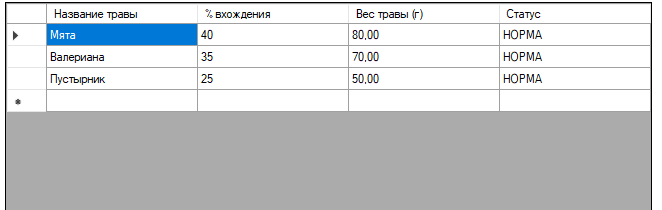 Название травы % вхождения Вес травы (г) Статус
Мята 40 80,00 НОРМА
Валериана 35 70,00 НОРМА
Пустырник 25 50,00 НОРМА